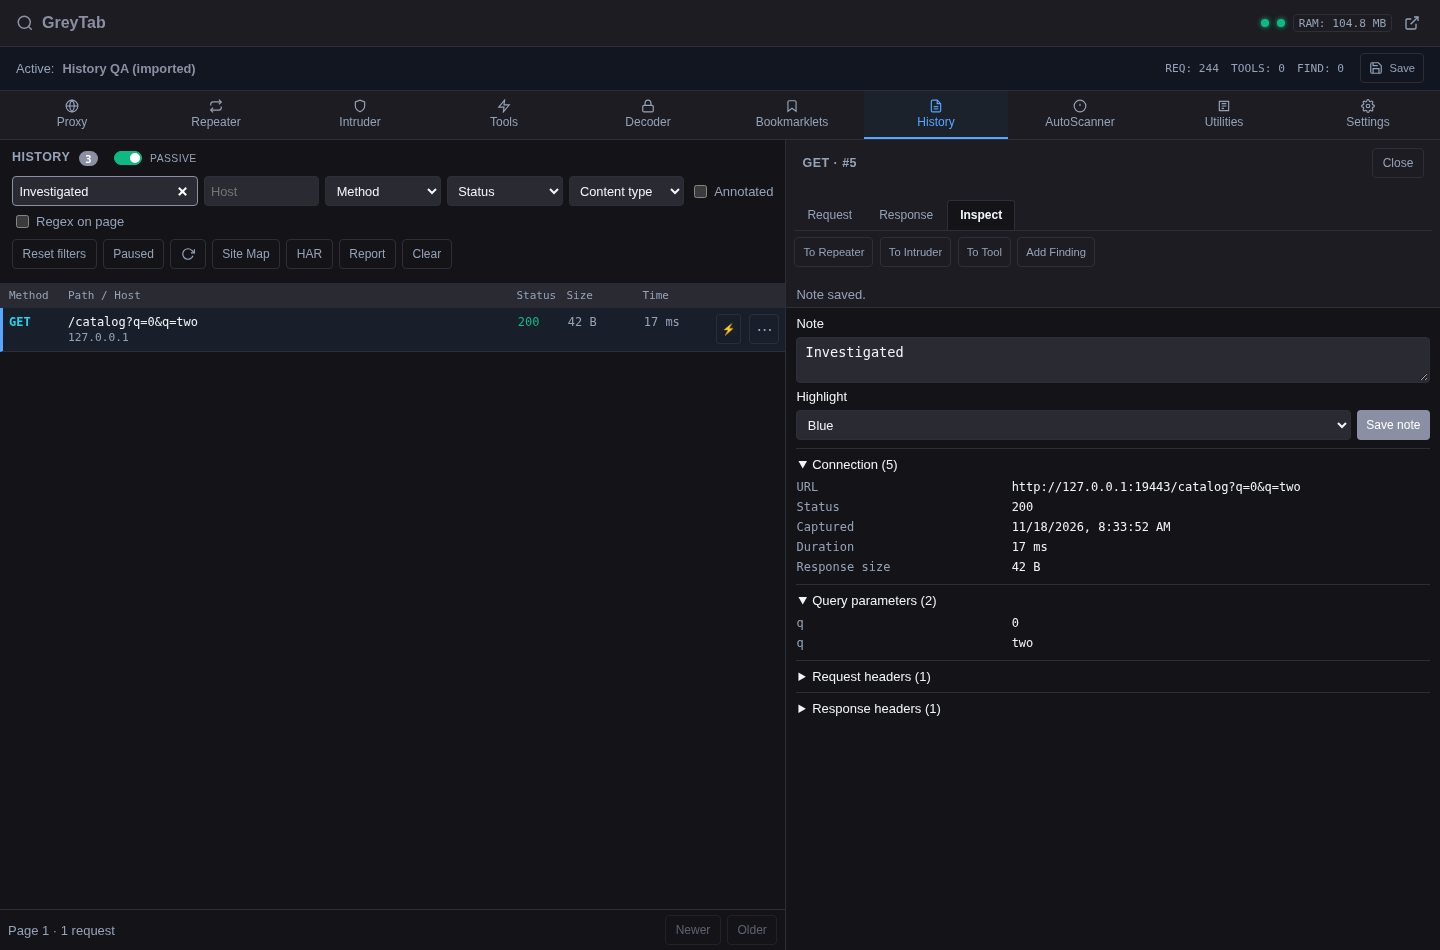 GreyTab
RAM: 104.8 MB
Active: History QA (imported)
REQ: 244 TOOLS: 0 FIND: 0 Save
Proxy Repeater Intruder Tools Decoder Bookmarklets History AutoScanner Utilities Settings
HISTORY 3 PASSIVE
Investigated Host Method Status Content type Annotated
Regex on page
Reset filters Paused Site Map HAR Report Clear
Method Path / Host Status Size Time
GET /catalog?q=0&q=two 200 42 B 17 ms
127.0.0.1
Page 1 · 1 request Newer Older
GET · #5 Close
Request Response Inspect
To Repeater To Intruder To Tool Add Finding
Note saved.
Note
Investigated
Highlight
Blue Save note
Connection (5)
URL http://127.0.0.1:19443/catalog?q=0&q=two
Status 200
Captured 11/18/2026, 8:33:52 AM
Duration 17 ms
Response size 42 B
Query parameters (2)
q 0
q two
Request headers (1)
Response headers (1)